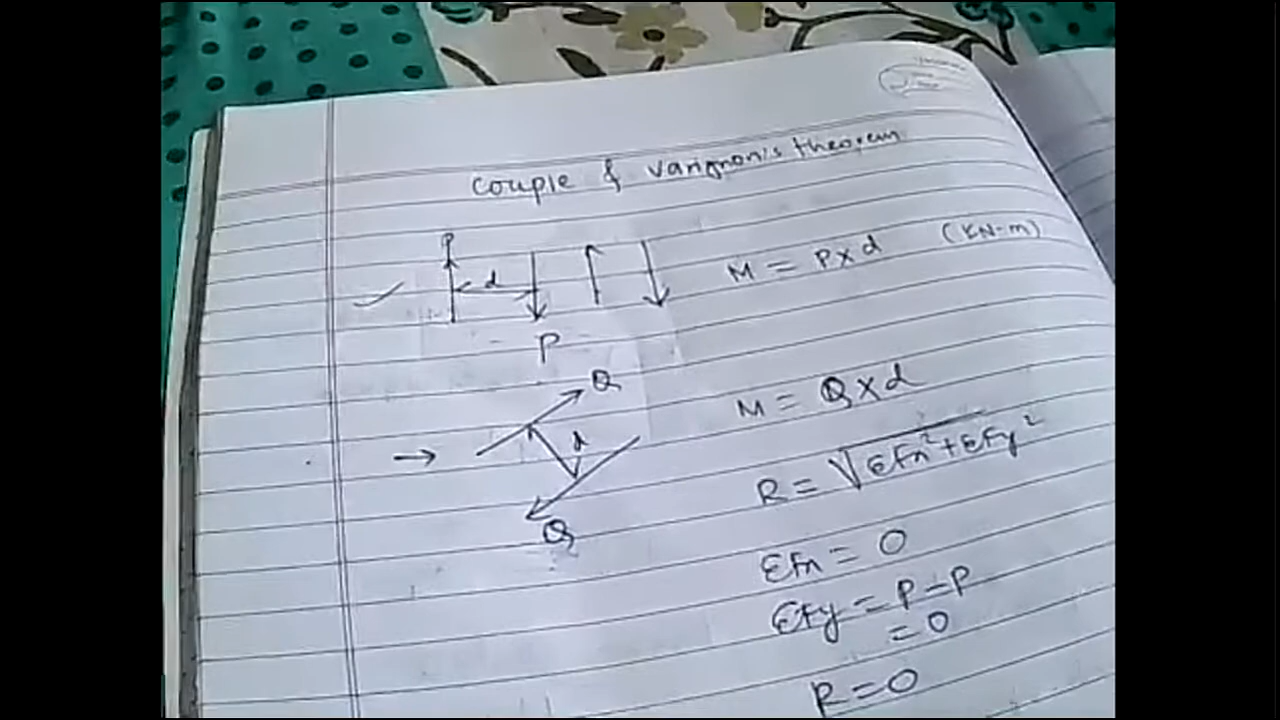 couple & varignon's theorem
P
d
M = P×d (KN-m)
P
Q
M = Q×d
d
R = √ΣFx²+ΣFy²
Q
ΣFx = 0
ΣFy = P-P
= 0
R = 0